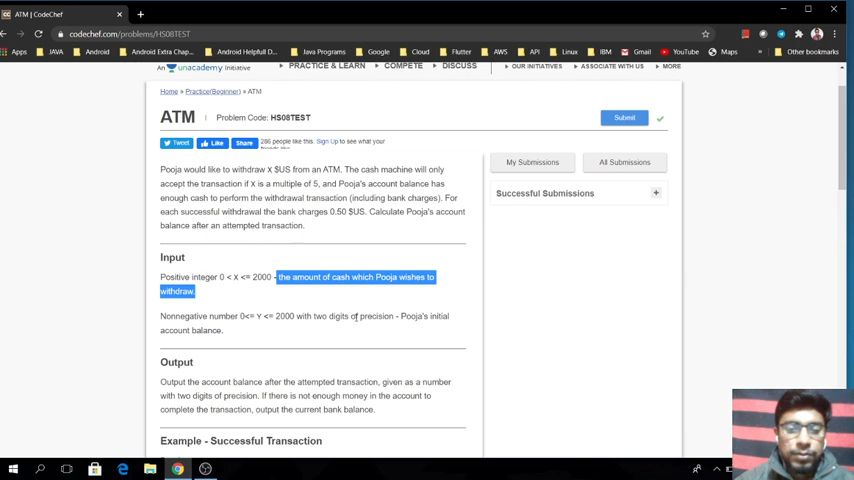 ATM | CodeChef
codechef.com/problems/HS08TEST
Apps JAVA Android Android Extra Chap... Android Helpfull D... Java Programs Google Cloud Flutter AWS API Linux IBM Gmail YouTube Maps » Other bookmarks
An unacademy Initiative PRACTICE & LEARN COMPETE DISCUSS OUR INITIATIVES ASSOCIATE WITH US MORE
Home » Practice(Beginner) » ATM
ATM Problem Code: HS08TEST Submit
Tweet Like Share 286 people like this. Sign Up to see what your
My Submissions All Submissions
Successful Submissions +
Pooja would like to withdraw X $US from an ATM. The cash machine will only
accept the transaction if X is a multiple of 5, and Pooja's account balance has
enough cash to perform the withdrawal transaction (including bank charges). For
each successful withdrawal the bank charges 0.50 $US. Calculate Pooja's account
balance after an attempted transaction.
Input
Positive integer 0 < X <= 2000 - the amount of cash which Pooja wishes to
withdraw.
Nonnegative number 0<= Y <= 2000 with two digits of precision - Pooja's initial
account balance.
Output
Output the account balance after the attempted transaction, given as a number
with two digits of precision. If there is not enough money in the account to
complete the transaction, output the current bank balance.
Example - Successful Transaction